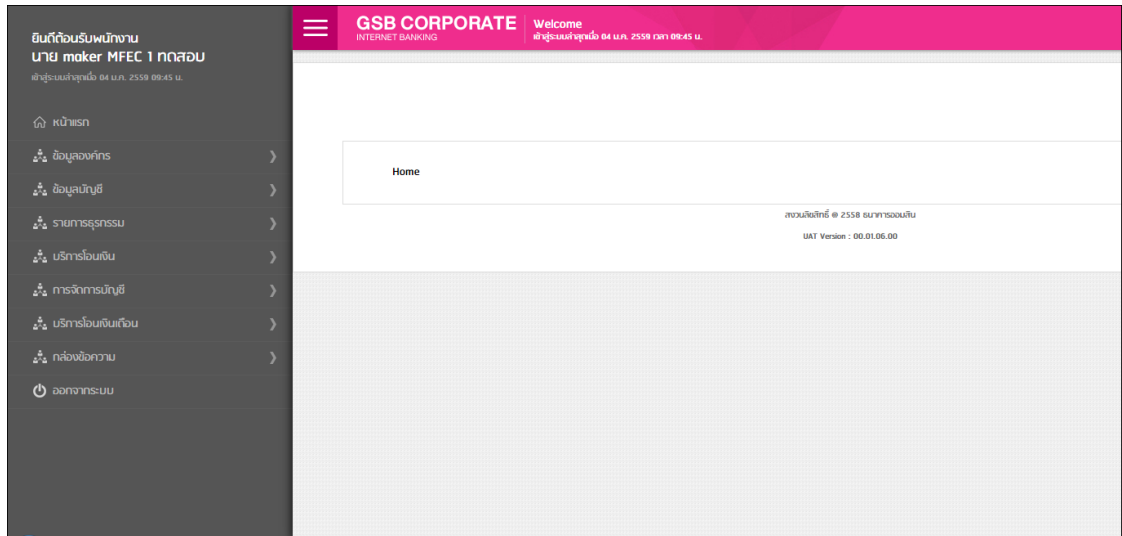 ยินดีต้อนรับพนักงาน
นาย maker MFEC 1 ทดสอบ
เข้าสู่ระบบล่าสุดเมื่อ 04 ม.ค. 2559 09:45 น.
หน้าแรก
ข้อมูลองค์กร
ข้อมูลบัญชี
รายการธุรกรรม
บริการโอนเงิน
การจัดการบัญชี
บริการโอนเงินเดือน
กล่องข้อความ
ออกจากระบบ
GSB CORPORATE
INTERNET BANKING
Welcome
เข้าสู่ระบบล่าสุดเมื่อ 04 ม.ค. 2559 เวลา 09:45 น.
Home
สงวนลิขสิทธิ์ @ 2558 ธนาคารออมสิน
UAT Version : 00.01.06.00